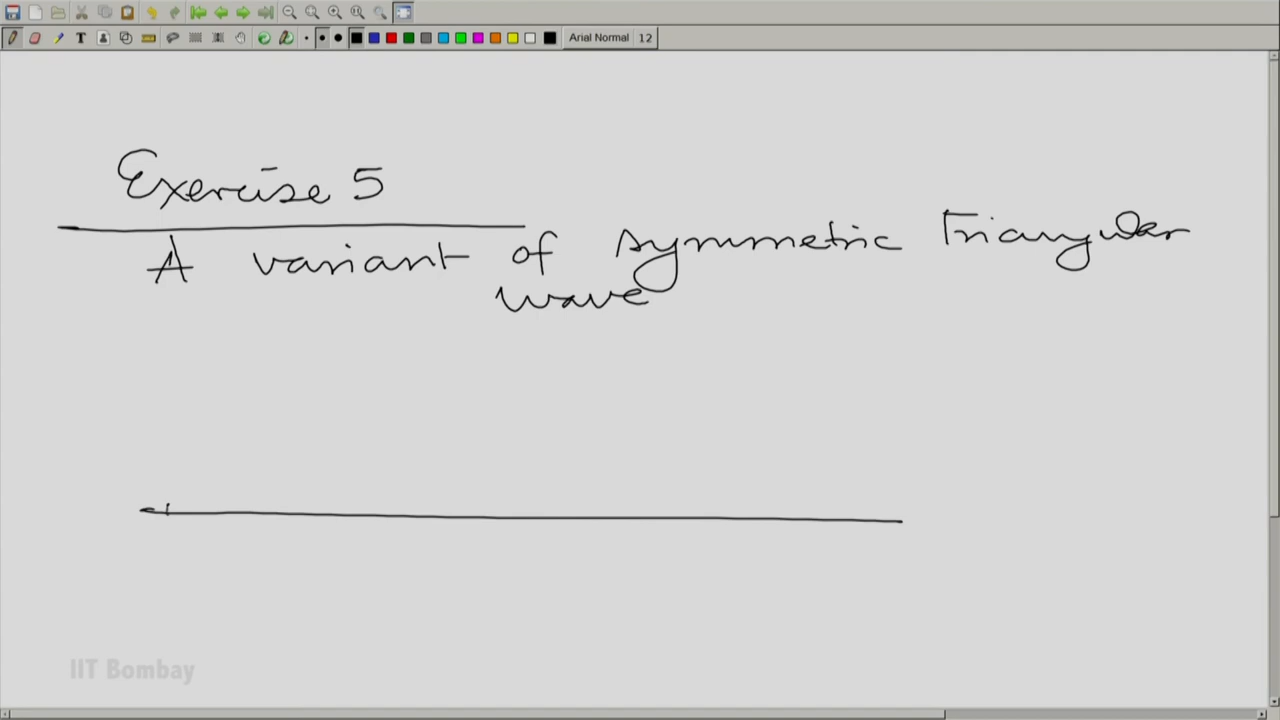 Arial Normal 12
Exercise 5
A variant of symmetric Triangular
wave
IIT Bombay